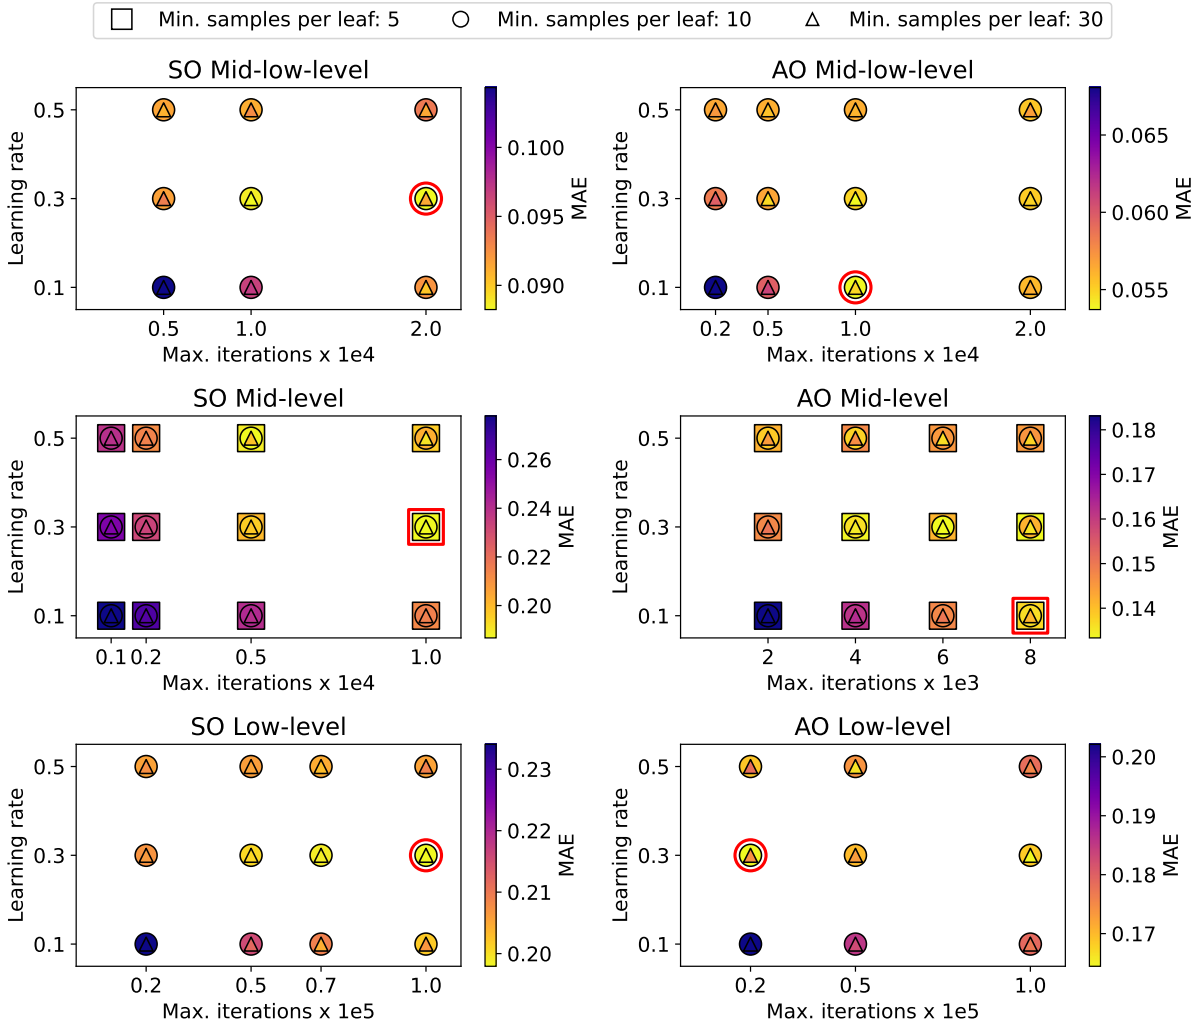 Min. samples per leaf: 5 Min. samples per leaf: 10 Min. samples per leaf: 30
SO Mid-low-level
Learning rate
0.5
0.3
0.1
0.5 1.0 2.0
Max. iterations x 1e4
0.100
0.095
0.090
MAE
AO Mid-low-level
Learning rate
0.5
0.3
0.1
0.2 0.5 1.0 2.0
Max. iterations x 1e4
0.065
0.060
0.055
MAE
SO Mid-level
Learning rate
0.5
0.3
0.1
0.1 0.2 0.5 1.0
Max. iterations x 1e4
0.26
0.24
0.22
0.20
MAE
AO Mid-level
Learning rate
0.5
0.3
0.1
2 4 6 8
Max. iterations x 1e3
0.18
0.17
0.16
0.15
0.14
MAE
SO Low-level
Learning rate
0.5
0.3
0.1
0.2 0.5 0.7 1.0
Max. iterations x 1e5
0.23
0.22
0.21
0.20
MAE
AO Low-level
Learning rate
0.5
0.3
0.1
0.2 0.5 1.0
Max. iterations x 1e5
0.20
0.19
0.18
0.17
MAE